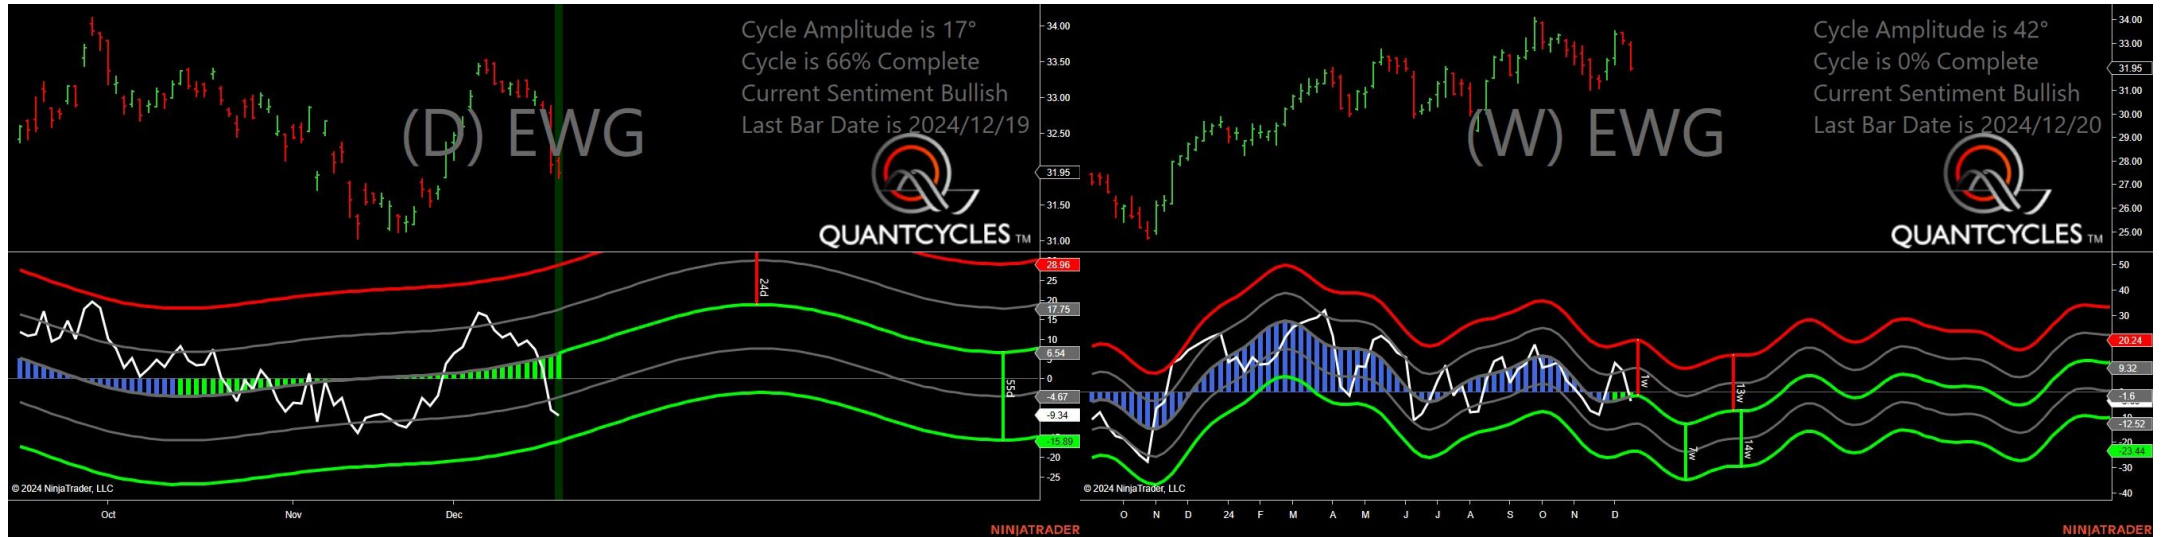 (D) EWG
Cycle Amplitude is 17°
Cycle is 66% Complete
Current Sentiment Bullish
Last Bar Date is 2024/12/19
QUANTCYCLES TM
34.00
33.50
33.00
32.50
31.95
31.50
31.00
28.96
25
20
17.75
15
10
6.54
5
0
-4.67
-9.34
-15.89
-20
-25
24d
55d
© 2024 NinjaTrader, LLC
Oct
Nov
Dec
NINJATRADER
(W) EWG
Cycle Amplitude is 42°
Cycle is 0% Complete
Current Sentiment Bullish
Last Bar Date is 2024/12/20
QUANTCYCLES TM
34.00
33.00
31.95
31.00
30.00
29.00
28.00
27.00
26.00
25.00
50
40
30
20.24
9.32
-1.6
-12.52
-20
-23.44
-30
-40
1w
13w
7w
14w
© 2024 NinjaTrader, LLC
O N D 24 F M A M J J A S O N D
NINJATRADER